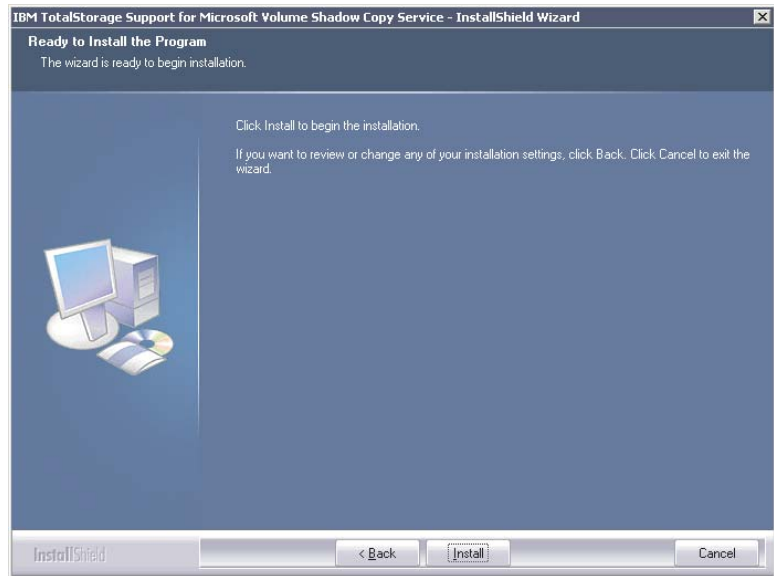 IBM TotalStorage Support for Microsoft Volume Shadow Copy Service - InstallShield Wizard
Ready to Install the Program
The wizard is ready to begin installation.
Click Install to begin the installation.
If you want to review or change any of your installation settings, click Back. Click Cancel to exit the
wizard.
InstallShield
< Back
Install
Cancel